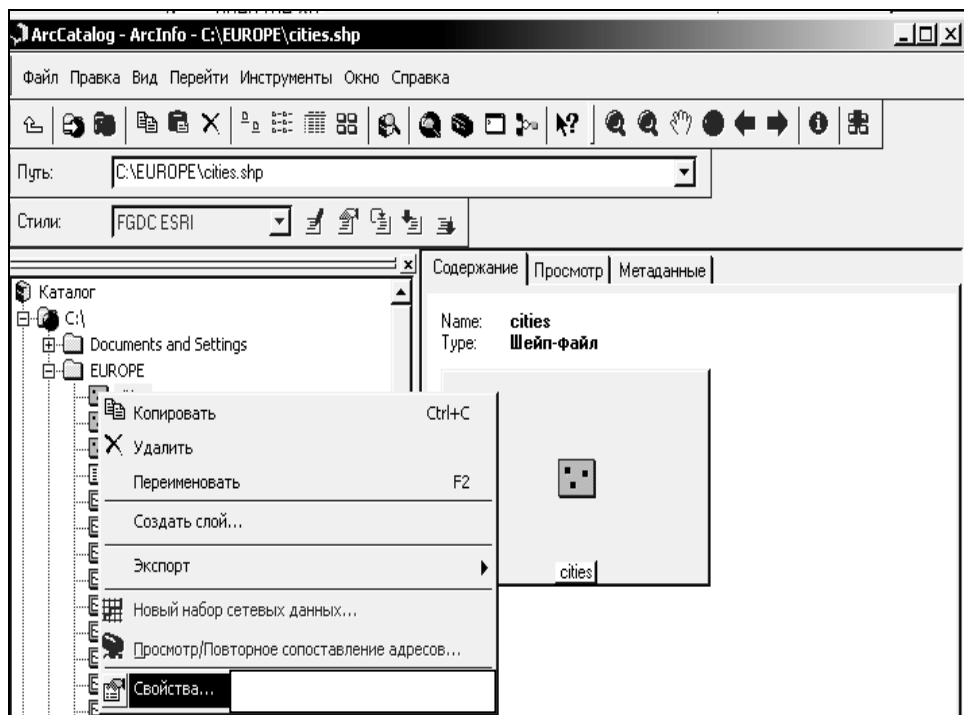 ArcCatalog - ArcInfo - C:\EUROPE\cities.shp
Файл Правка Вид Перейти Инструменты Окно Справка
Путь: C:\EUROPE\cities.shp
Стили: FGDC ESRI
Содержание Просмотр Метаданные
Каталог
C:\
Documents and Settings
EUROPE
Name: cities
Type: Шейп-файл
cities
Копировать Ctrl+C
Удалить
Переименовать F2
Создать слой...
Экспорт
Новый набор сетевых данных...
Просмотр/Повторное сопоставление адресов...
Свойства...